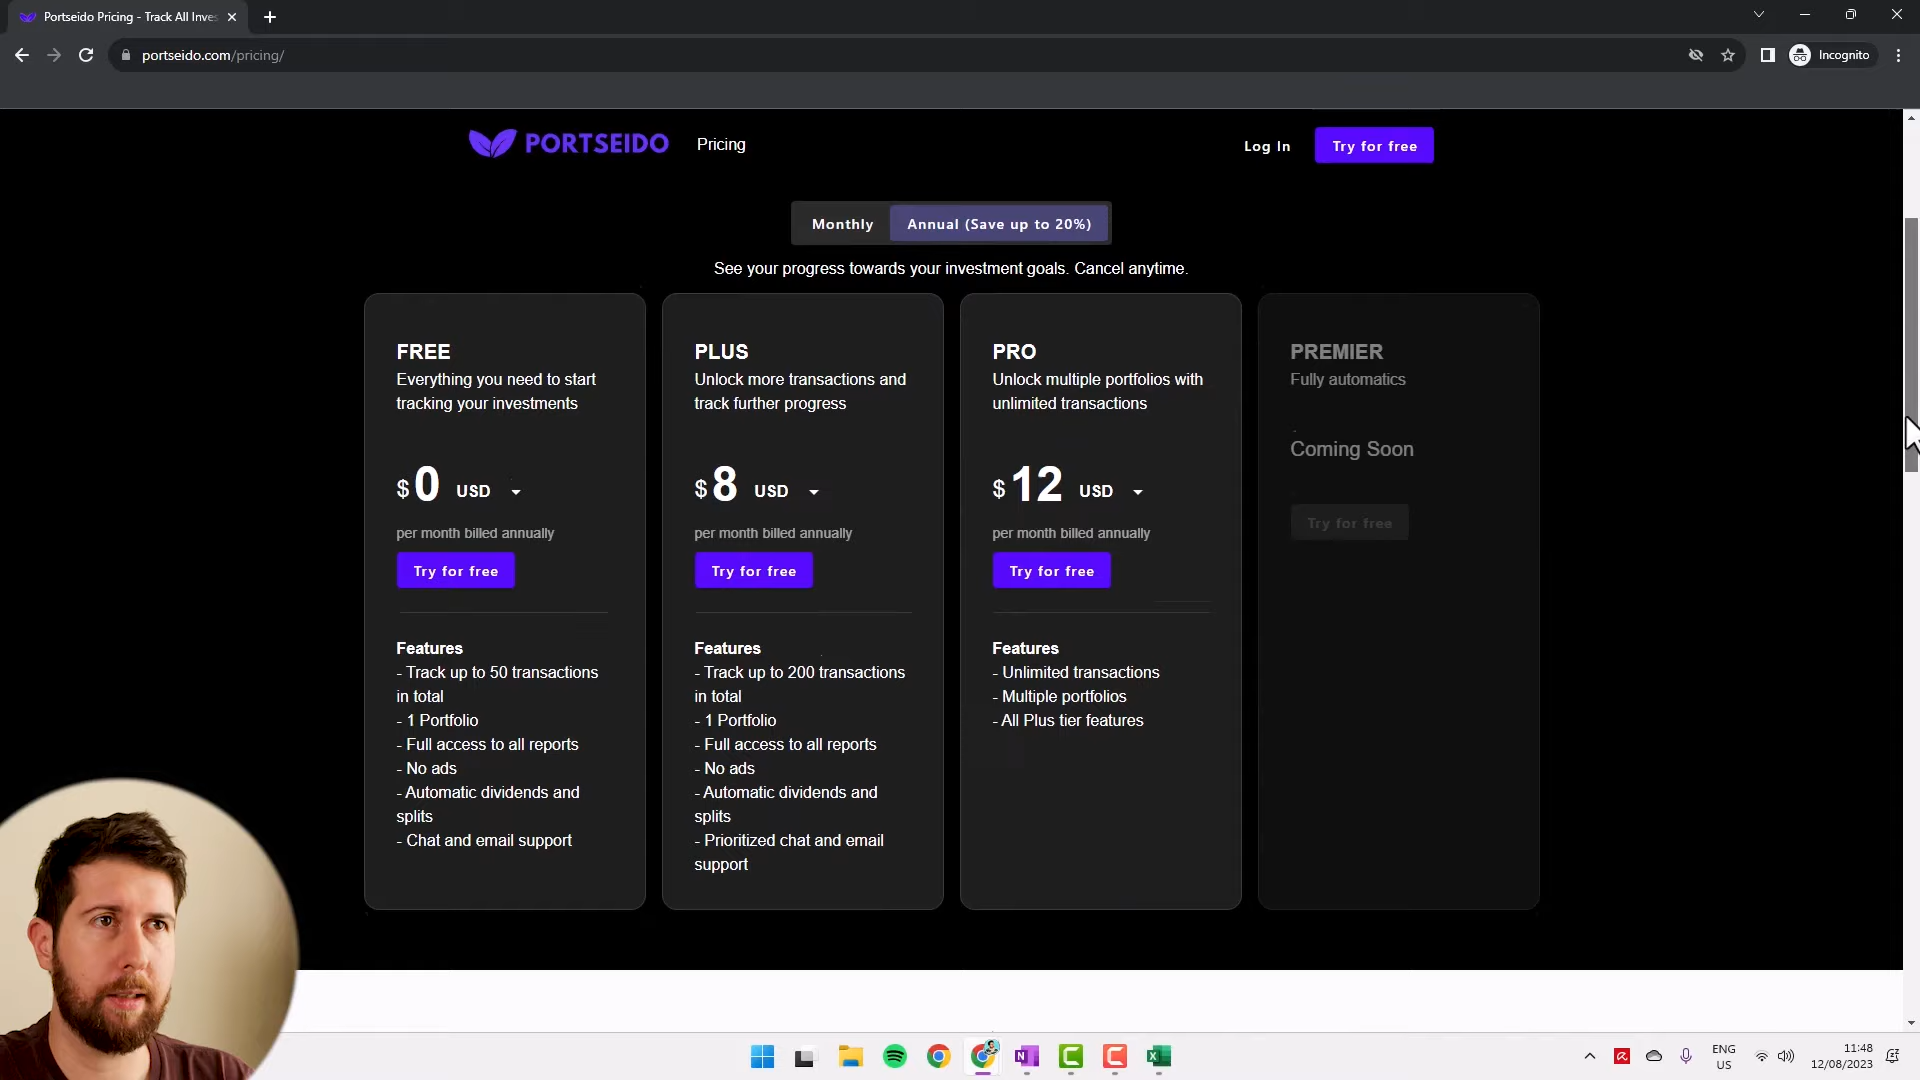 Portseido Pricing - Track All Inves
portseido.com/pricing/
Incognito
PORTSEIDO
Pricing
Log In
Try for free
Monthly
Annual (Save up to 20%)
See your progress towards your investment goals. Cancel anytime.
FREE
Everything you need to start
tracking your investments
$0 USD
per month billed annually
Try for free
Features
- Track up to 50 transactions
in total
- 1 Portfolio
- Full access to all reports
- No ads
- Automatic dividends and
splits
- Chat and email support
PLUS
Unlock more transactions and
track further progress
$8 USD
per month billed annually
Try for free
Features
- Track up to 200 transactions
in total
- 1 Portfolio
- Full access to all reports
- No ads
- Automatic dividends and
splits
- Prioritized chat and email
support
PRO
Unlock multiple portfolios with
unlimited transactions
$12 USD
per month billed annually
Try for free
Features
- Unlimited transactions
- Multiple portfolios
- All Plus tier features
PREMIER
Fully automatics
Coming Soon
Try for free
ENG
US
11:48
12/08/2023